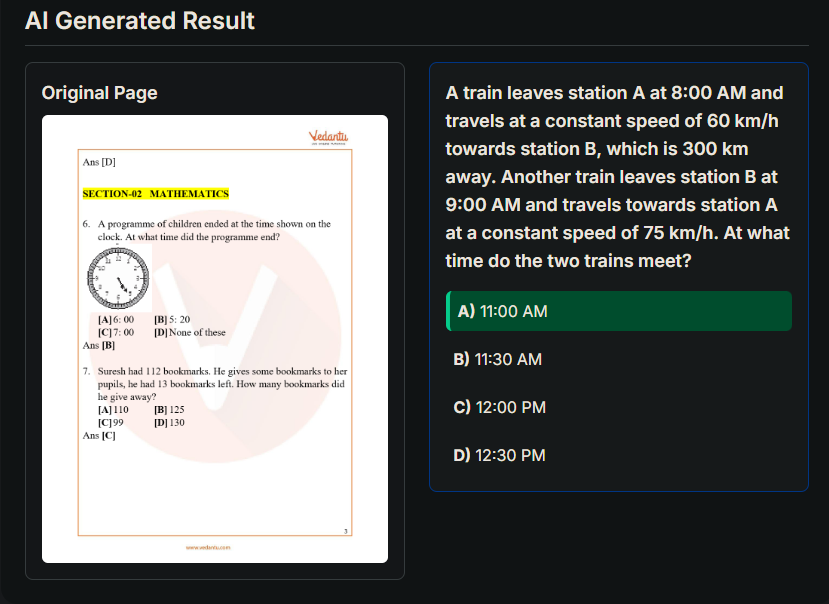 AI Generated Result
Original Page
Vedantu
Ans [D]
SECTION-02 MATHEMATICS
6. A programme of children ended at the time shown on the
clock. At what time did the programme end?
[A] 6: 00 [B] 5: 20
[C] 7: 00 [D] None of these
Ans [B]
7. Suresh had 112 bookmarks. He gives some bookmarks to her
pupils, he had 13 bookmarks left. How many bookmarks did
he give away?
[A] 110 [B] 125
[C] 99 [D] 130
Ans [C]
3
www.vedantu.com
A train leaves station A at 8:00 AM and
travels at a constant speed of 60 km/h
towards station B, which is 300 km
away. Another train leaves station B at
9:00 AM and travels towards station A
at a constant speed of 75 km/h. At what
time do the two trains meet?
A) 11:00 AM
B) 11:30 AM
C) 12:00 PM
D) 12:30 PM